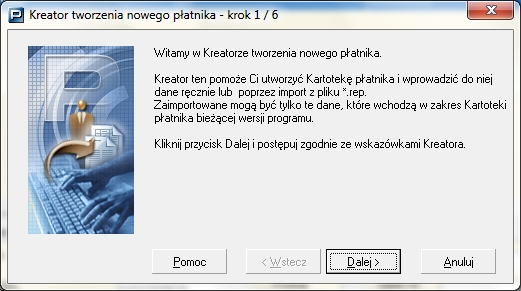 Kreator tworzenia nowego płatnika - krok 1 / 6
Witamy w Kreatorze tworzenia nowego płatnika.
Kreator ten pomoże Ci utworzyć Kartotekę płatnika i wprowadzić do niej
dane ręcznie lub poprzez import z pliku *.rep.
Zaimportowane mogą być tylko te dane, które wchodzą w zakres Kartoteki
płatnika bieżącej wersji programu.
Kliknij przycisk Dalej i postępuj zgodnie ze wskazówkami Kreatora.
Pomoc
< Wstecz
Dalej >
Anuluj